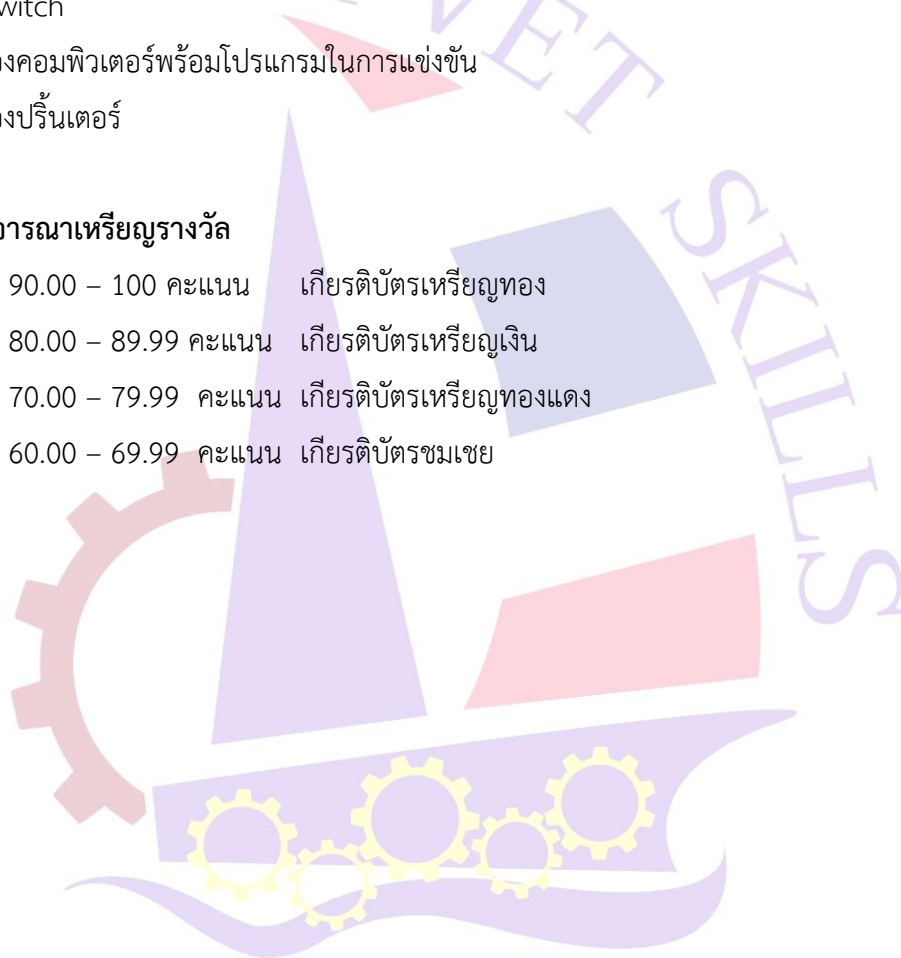 witch
องคอมพิวเตอร์พร้อมโปรแกรมในการแข่งขัน
องปริ้นเตอร์
จารณาเหรียญรางวัล
90.00 – 100 คะแนน เกียรติบัตรเหรียญทอง
80.00 – 89.99 คะแนน เกียรติบัตรเหรียญเงิน
70.00 – 79.99 คะแนน เกียรติบัตรเหรียญทองแดง
60.00 – 69.99 คะแนน เกียรติบัตรชมเชย
VET SKILLS